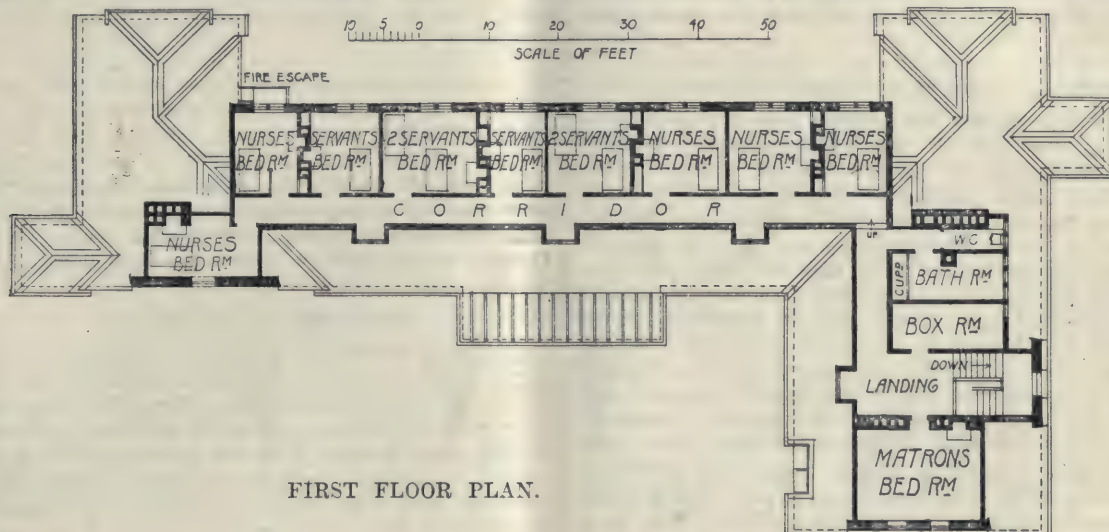 10 5 0 10 20 30 40 50
SCALE OF FEET
FIRE ESCAPE
NURSES
BED RM
SERVANTS
BED RM
2 SERVANTS
BED RM
SERVANTS
BED RM
2 SERVANTS
BED RM
NURSES
BED RM
NURSES
BED RM
NURSES
BED RM
CORRIDOR
UP
NURSES
BED RM
WC
CUPD
BATH RM
BOX RM
DOWN
LANDING
MATRONS
BED RM
FIRST FLOOR PLAN.